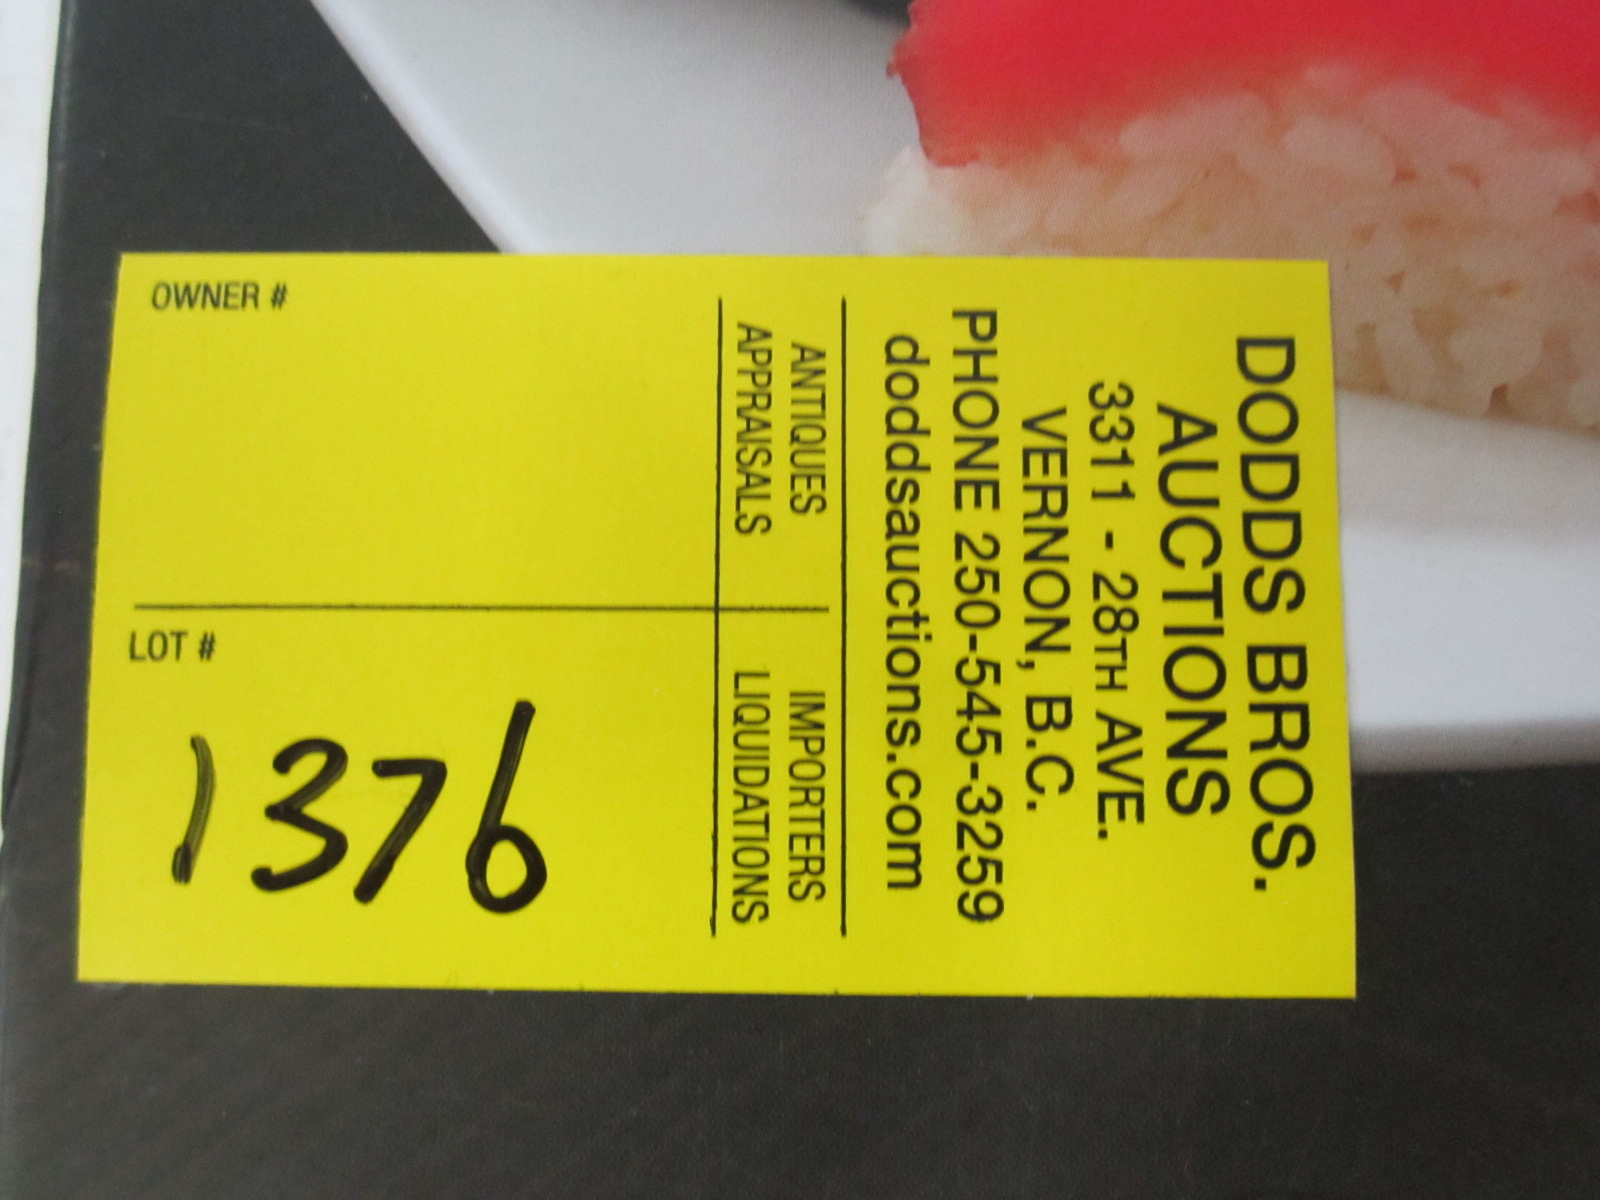 DODDS BROS.
AUCTIONS
3311 - 28TH AVE.
VERNON, B.C.
PHONE 250-545-3259
doddsauctions.com
ANTIQUES IMPORTERS
APPRAISALS LIQUIDATIONS
OWNER #
LOT #
1376